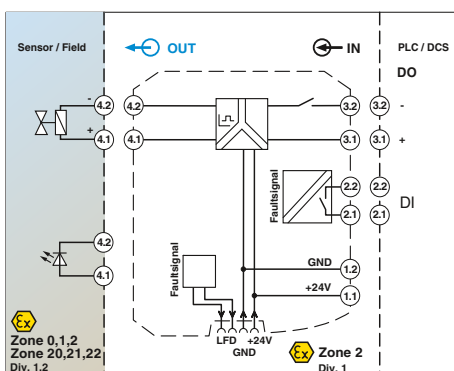 Sensor / Field
OUT
IN
PLC / DCS
DO
- 4.2 4.2 3.2 3.2 -
+ 4.1 4.1 3.1 3.1 +
Faultsignal
2.2 2.2
DI
2.1 2.1
4.2
4.1
Faultsignal
GND 1.2
+24V 1.1
LFD +24V
GND
Ex
Zone 0,1,2
Zone 20,21,22
Div. 1,2
Ex Zone 2
Div. 1